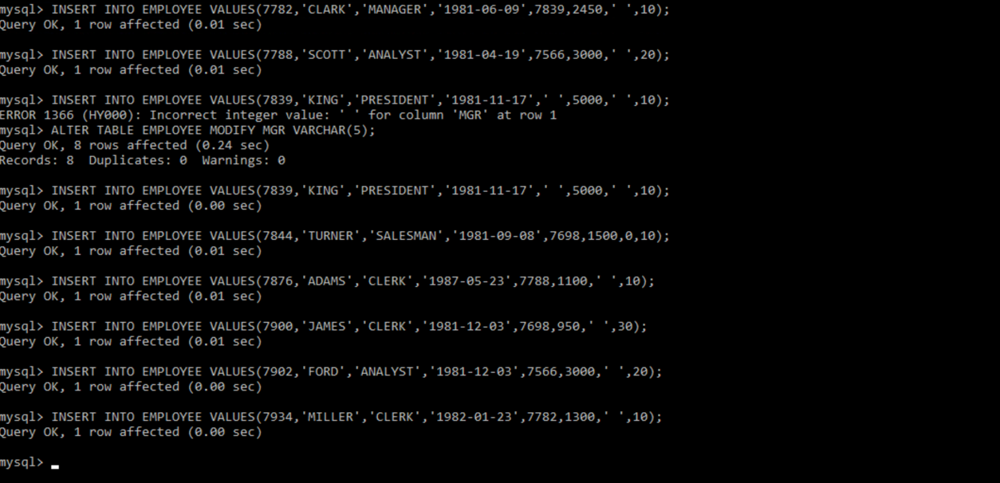 mysql> INSERT INTO EMPLOYEE VALUES(7782,'CLARK','MANAGER','1981-06-09',7839,2450,' ',10);
Query OK, 1 row affected (0.01 sec)
mysql> INSERT INTO EMPLOYEE VALUES(7788,'SCOTT','ANALYST','1981-04-19',7566,3000,' ',20);
Query OK, 1 row affected (0.01 sec)
mysql> INSERT INTO EMPLOYEE VALUES(7839,'KING','PRESIDENT','1981-11-17',' ',5000,' ',10);
ERROR 1366 (HY000): Incorrect integer value: ' ' for column 'MGR' at row 1
mysql> ALTER TABLE EMPLOYEE MODIFY MGR VARCHAR(5);
Query OK, 8 rows affected (0.24 sec)
Records: 8  Duplicates: 0  Warnings: 0
mysql> INSERT INTO EMPLOYEE VALUES(7839,'KING','PRESIDENT','1981-11-17',' ',5000,' ',10);
Query OK, 1 row affected (0.00 sec)
mysql> INSERT INTO EMPLOYEE VALUES(7844,'TURNER','SALESMAN','1981-09-08',7698,1500,0,10);
Query OK, 1 row affected (0.01 sec)
mysql> INSERT INTO EMPLOYEE VALUES(7876,'ADAMS','CLERK','1987-05-23',7788,1100,' ',10);
Query OK, 1 row affected (0.01 sec)
mysql> INSERT INTO EMPLOYEE VALUES(7900,'JAMES','CLERK','1981-12-03',7698,950,' ',30);
Query OK, 1 row affected (0.01 sec)
mysql> INSERT INTO EMPLOYEE VALUES(7902,'FORD','ANALYST','1981-12-03',7566,3000,' ',20);
Query OK, 1 row affected (0.00 sec)
mysql> INSERT INTO EMPLOYEE VALUES(7934,'MILLER','CLERK','1982-01-23',7782,1300,' ',10);
Query OK, 1 row affected (0.00 sec)
mysql>